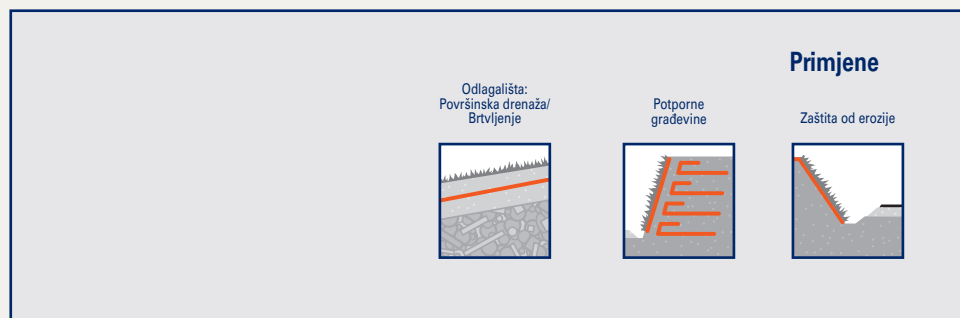 Primjene
Odlagališta:
Površinska drenaža/
Brtvljenje
Potporne
građevine
Zaštita od erozije